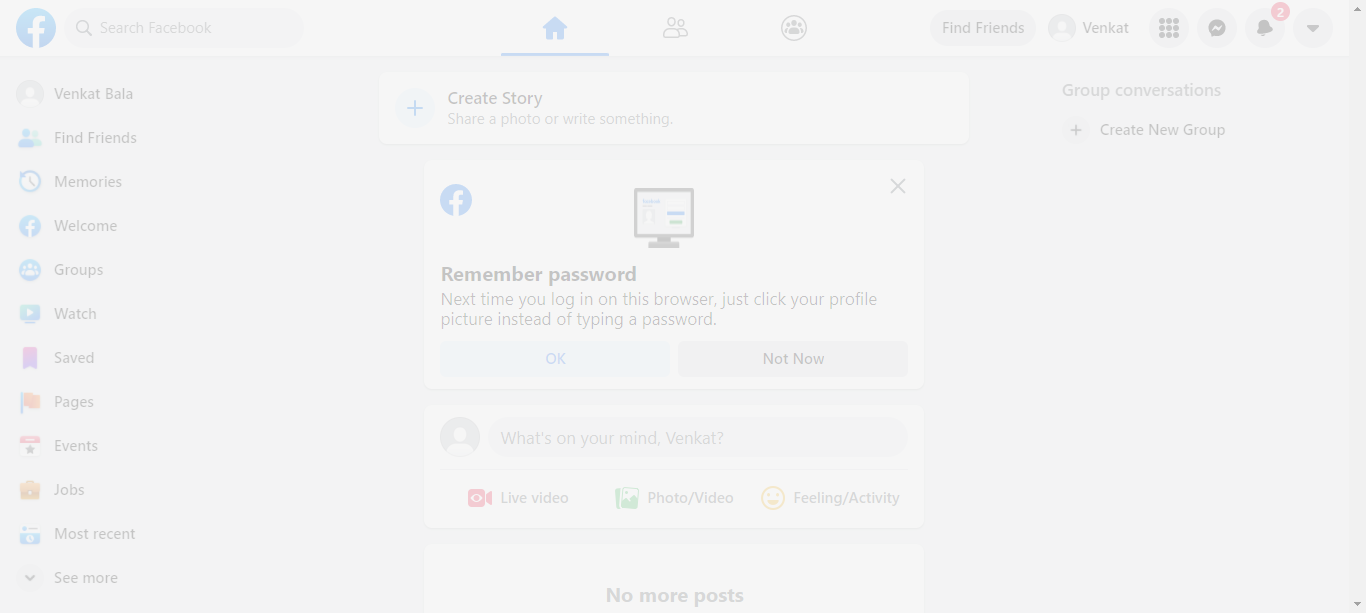 Search Facebook
Find Friends
Venkat
2
Venkat Bala
Find Friends
Memories
Welcome
Groups
Watch
Saved
Pages
Events
Jobs
Most recent
See more
Create Story
Share a photo or write something.
Remember password
Next time you log in on this browser, just click your profile
picture instead of typing a password.
OK
Not Now
What's on your mind, Venkat?
Live video
Photo/Video
Feeling/Activity
No more posts
Group conversations
Create New Group